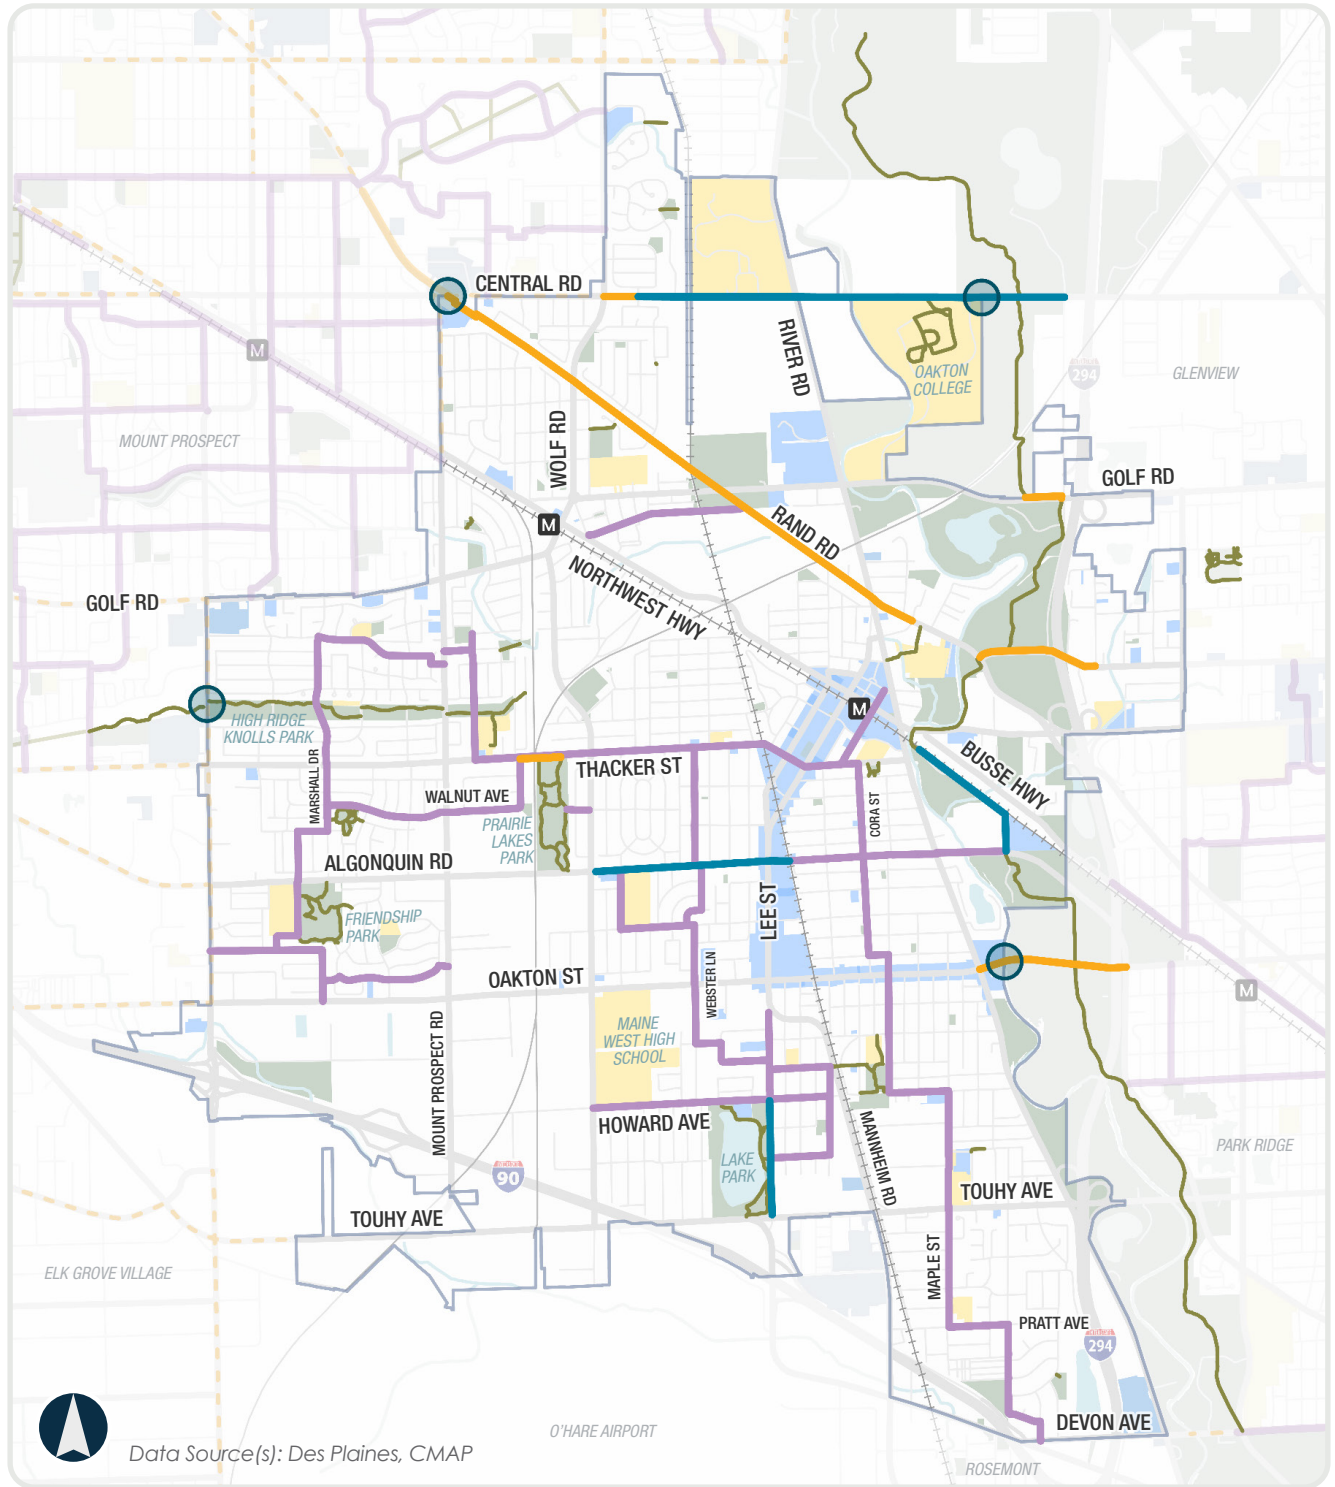 CENTRAL RD
RIVER RD
OAKTON
COLLEGE
294
GLENVIEW
M
MOUNT PROSPECT
WOLF RD
GOLF RD
M
RAND RD
NORTHWEST HWY
GOLF RD
M
HIGH RIDGE
KNOLLS PARK
BUSSE HWY
MARSHALL DR
THACKER ST
WALNUT AVE
CORA ST
PRAIRIE
LAKES
PARK
ALGONQUIN RD
LEE ST
FRIENDSHIP
PARK
OAKTON ST
WEBSTER LN
M
MAINE
WEST HIGH
SCHOOL
MOUNT PROSPECT RD
HOWARD AVE
MANNHEIM RD
LAKE
PARK
PARK RIDGE
90
TOUHY AVE
TOUHY AVE
ELK GROVE VILLAGE
MAPLE ST
PRATT AVE
294
DEVON AVE
O'HARE AIRPORT
Data Source(s): Des Plaines, CMAP
ROSEMONT